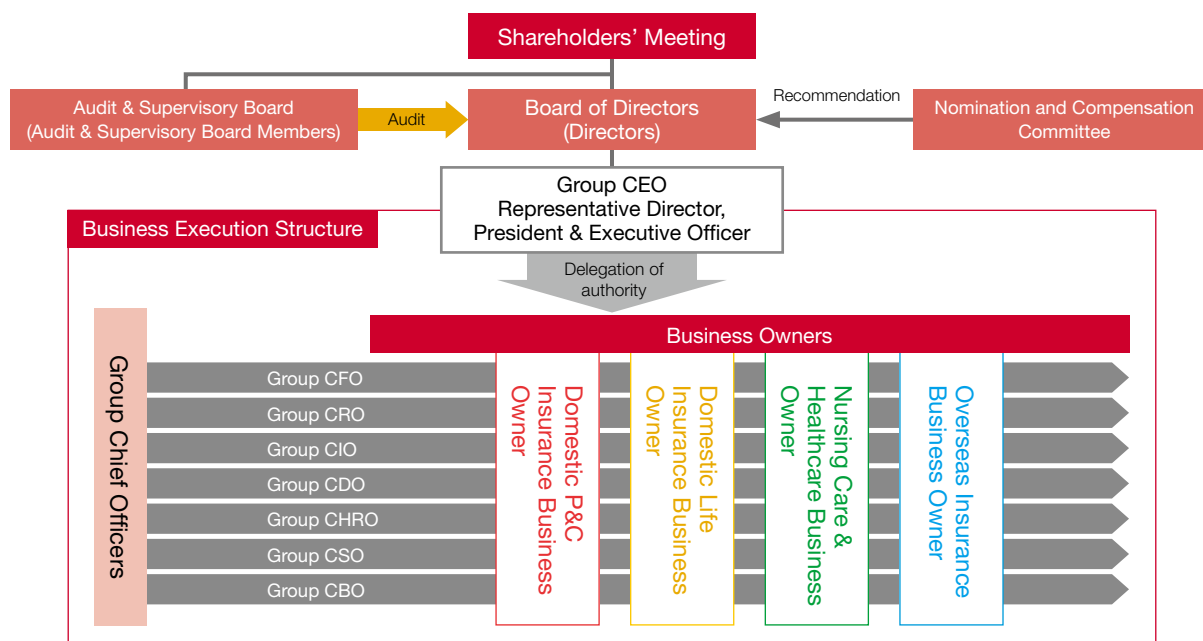 Shareholders’ Meeting
Audit & Supervisory Board
(Audit & Supervisory Board Members)
Audit
Board of Directors
(Directors)
Recommendation
Nomination and Compensation
Committee
Group CEO
Representative Director,
President & Executive Officer
Business Execution Structure
Delegation of
authority
Business Owners
Group Chief Officers
Group CFO
Group CRO
Group CIO
Group CDO
Group CHRO
Group CSO
Group CBO
Domestic P&C
Insurance Business
Owner
Domestic Life
Insurance Business
Owner
Nursing Care &
Healthcare Business
Owner
Overseas Insurance
Business Owner